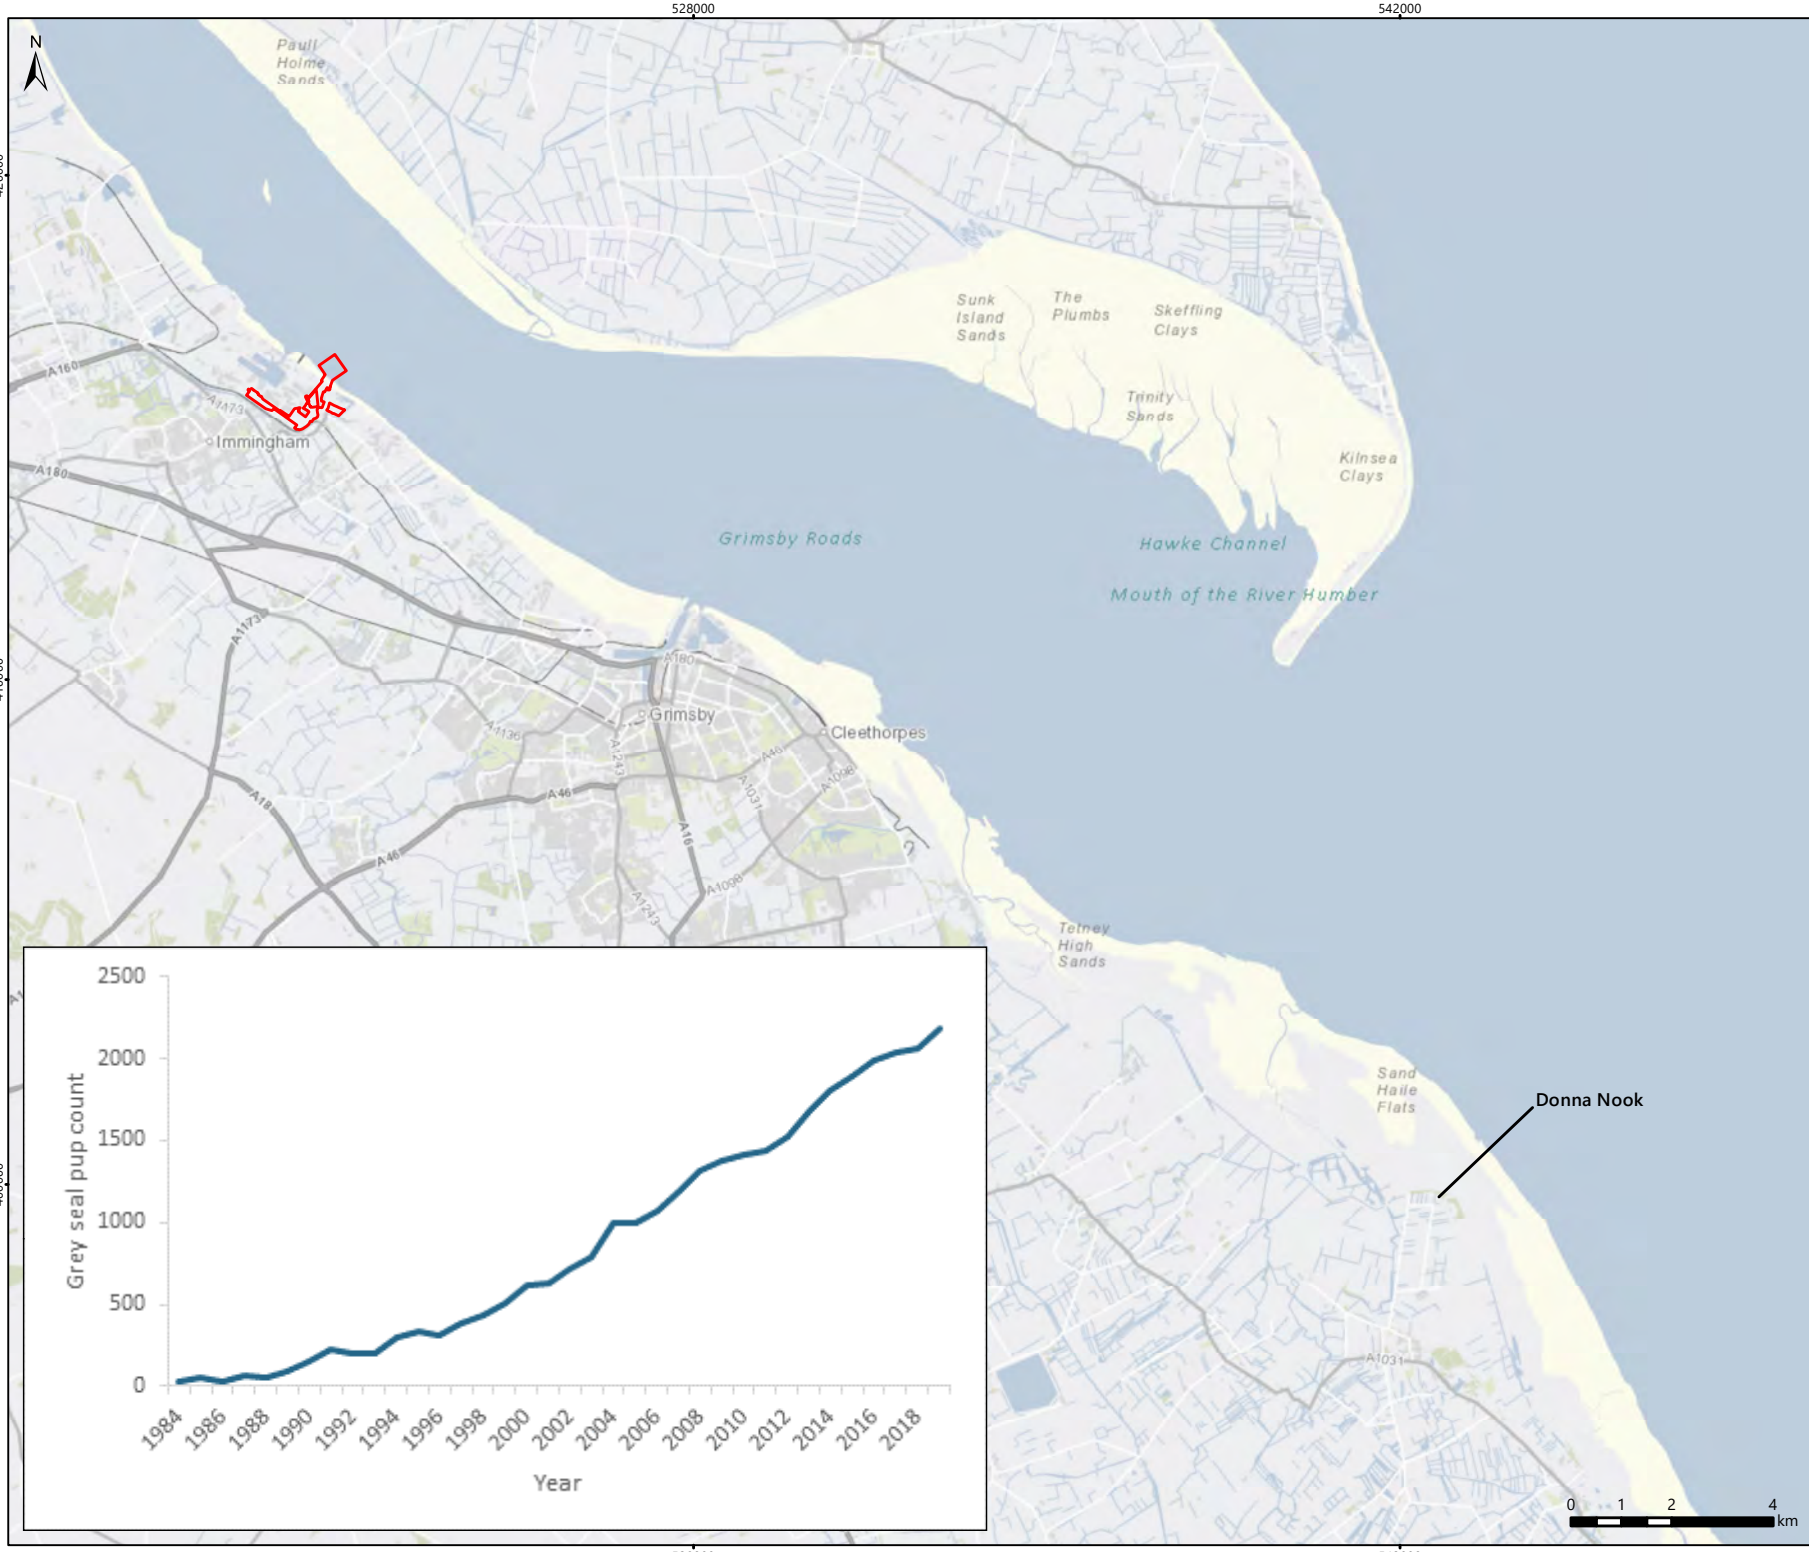 528000
542000
N
Paull
Holme
Sands
Sunk
Island
Sands
The
Plumbs
Skeffling
Clays
A160
A1173
Trinity
Sands
Immingham
Kilnsea
Clays
A180
Grimsby Roads
Hawke Channel
Mouth of the River Humber
A1173
A180
Grimsby
Cleethorpes
A1136
A1243
A46
A1098
A1031
A18
A46
A16
A46
A1098
A1243
Tetney
High
Sands
Sand
Haile
Flats
Donna Nook
A1031
2500
2000
1500
1000
500
0
Grey seal pup count
1984
1986
1988
1990
1992
1994
1996
1998
2000
2002
2004
2006
2008
2010
2012
2014
2016
2018
Year
0 1 2 4
km